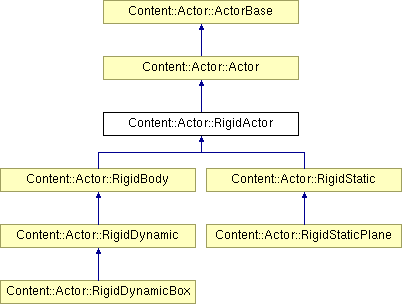 Content::Actor::ActorBase
Content::Actor::Actor
Content::Actor::RigidActor
Content::Actor::RigidBody
Content::Actor::RigidStatic
Content::Actor::RigidDynamic
Content::Actor::RigidStaticPlane
Content::Actor::RigidDynamicBox